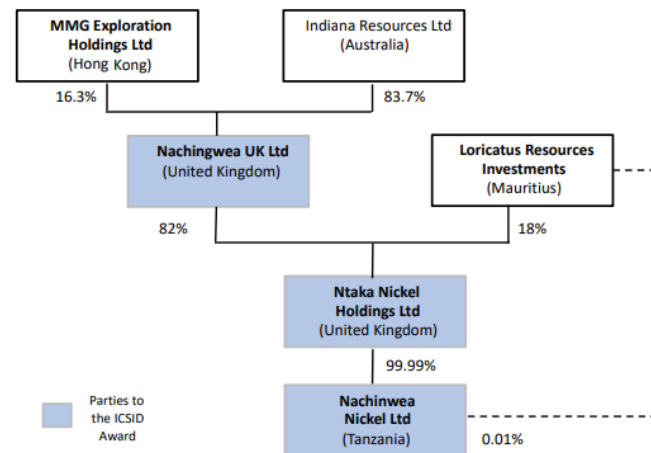 MMG Exploration
Holdings Ltd
(Hong Kong)
Indiana Resources Ltd
(Australia)
16.3%
83.7%
Nachingwea UK Ltd
(United Kingdom)
Loricatus Resources
Investments
(Mauritius)
82%
18%
Ntaka Nickel
Holdings Ltd
(United Kingdom)
99.99%
Parties to
the ICSID
Award
Nachinwea
Nickel Ltd
(Tanzania)
0.01%